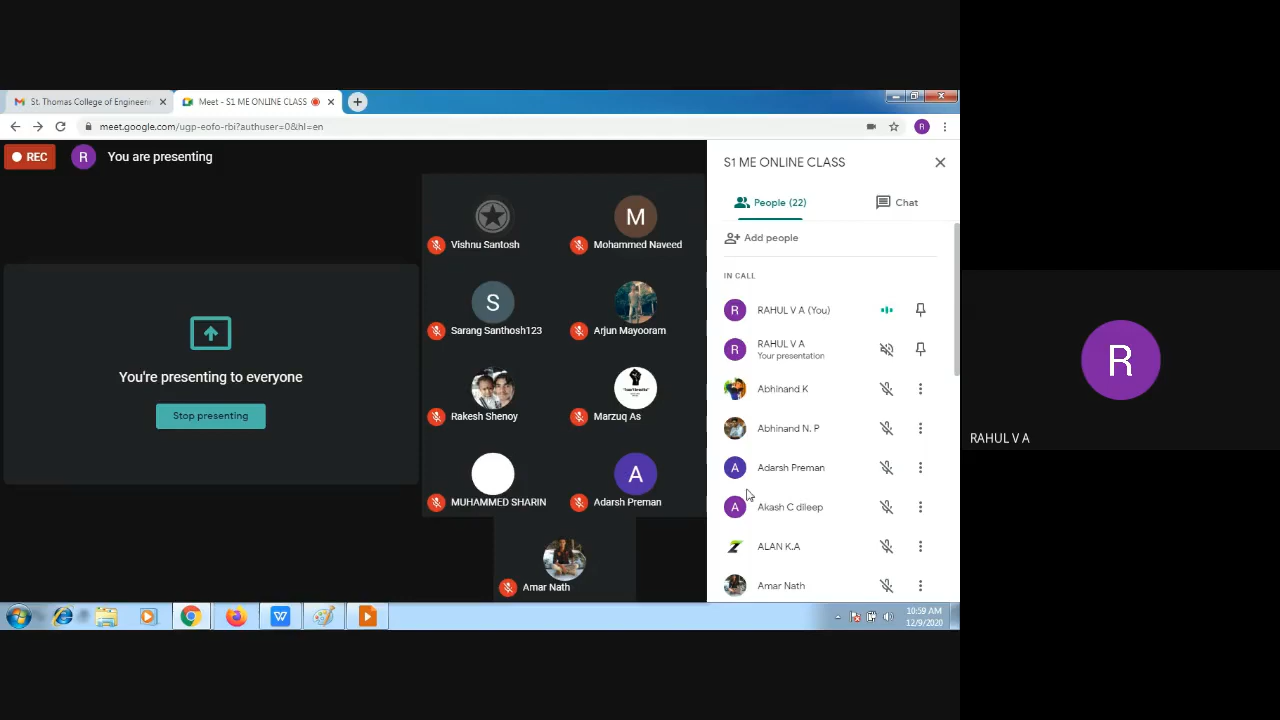 St. Thomas College of Engineeri
Meet - S1 ME ONLINE CLASS
meet.google.com/ugp-eofo-rbi?authuser=0&hl=en
R
REC
R
You are presenting
You're presenting to everyone
Stop presenting
Vishnu Santosh
M
Mohammed Naveed
S
Sarang Santhosh123
Arjun Mayooram
Rakesh Shenoy
Marzuq As
MUHAMMED SHARIN
A
Adarsh Preman
Amar Nath
S1 ME ONLINE CLASS
People (22)
Chat
Add people
IN CALL
R
RAHUL V A (You)
R
RAHUL V A
Your presentation
Abhinand K
Abhinand N. P
A
Adarsh Preman
A
Akash C dileep
ALAN K.A
Amar Nath
W
10:59 AM
12/9/2020
R
RAHUL V A